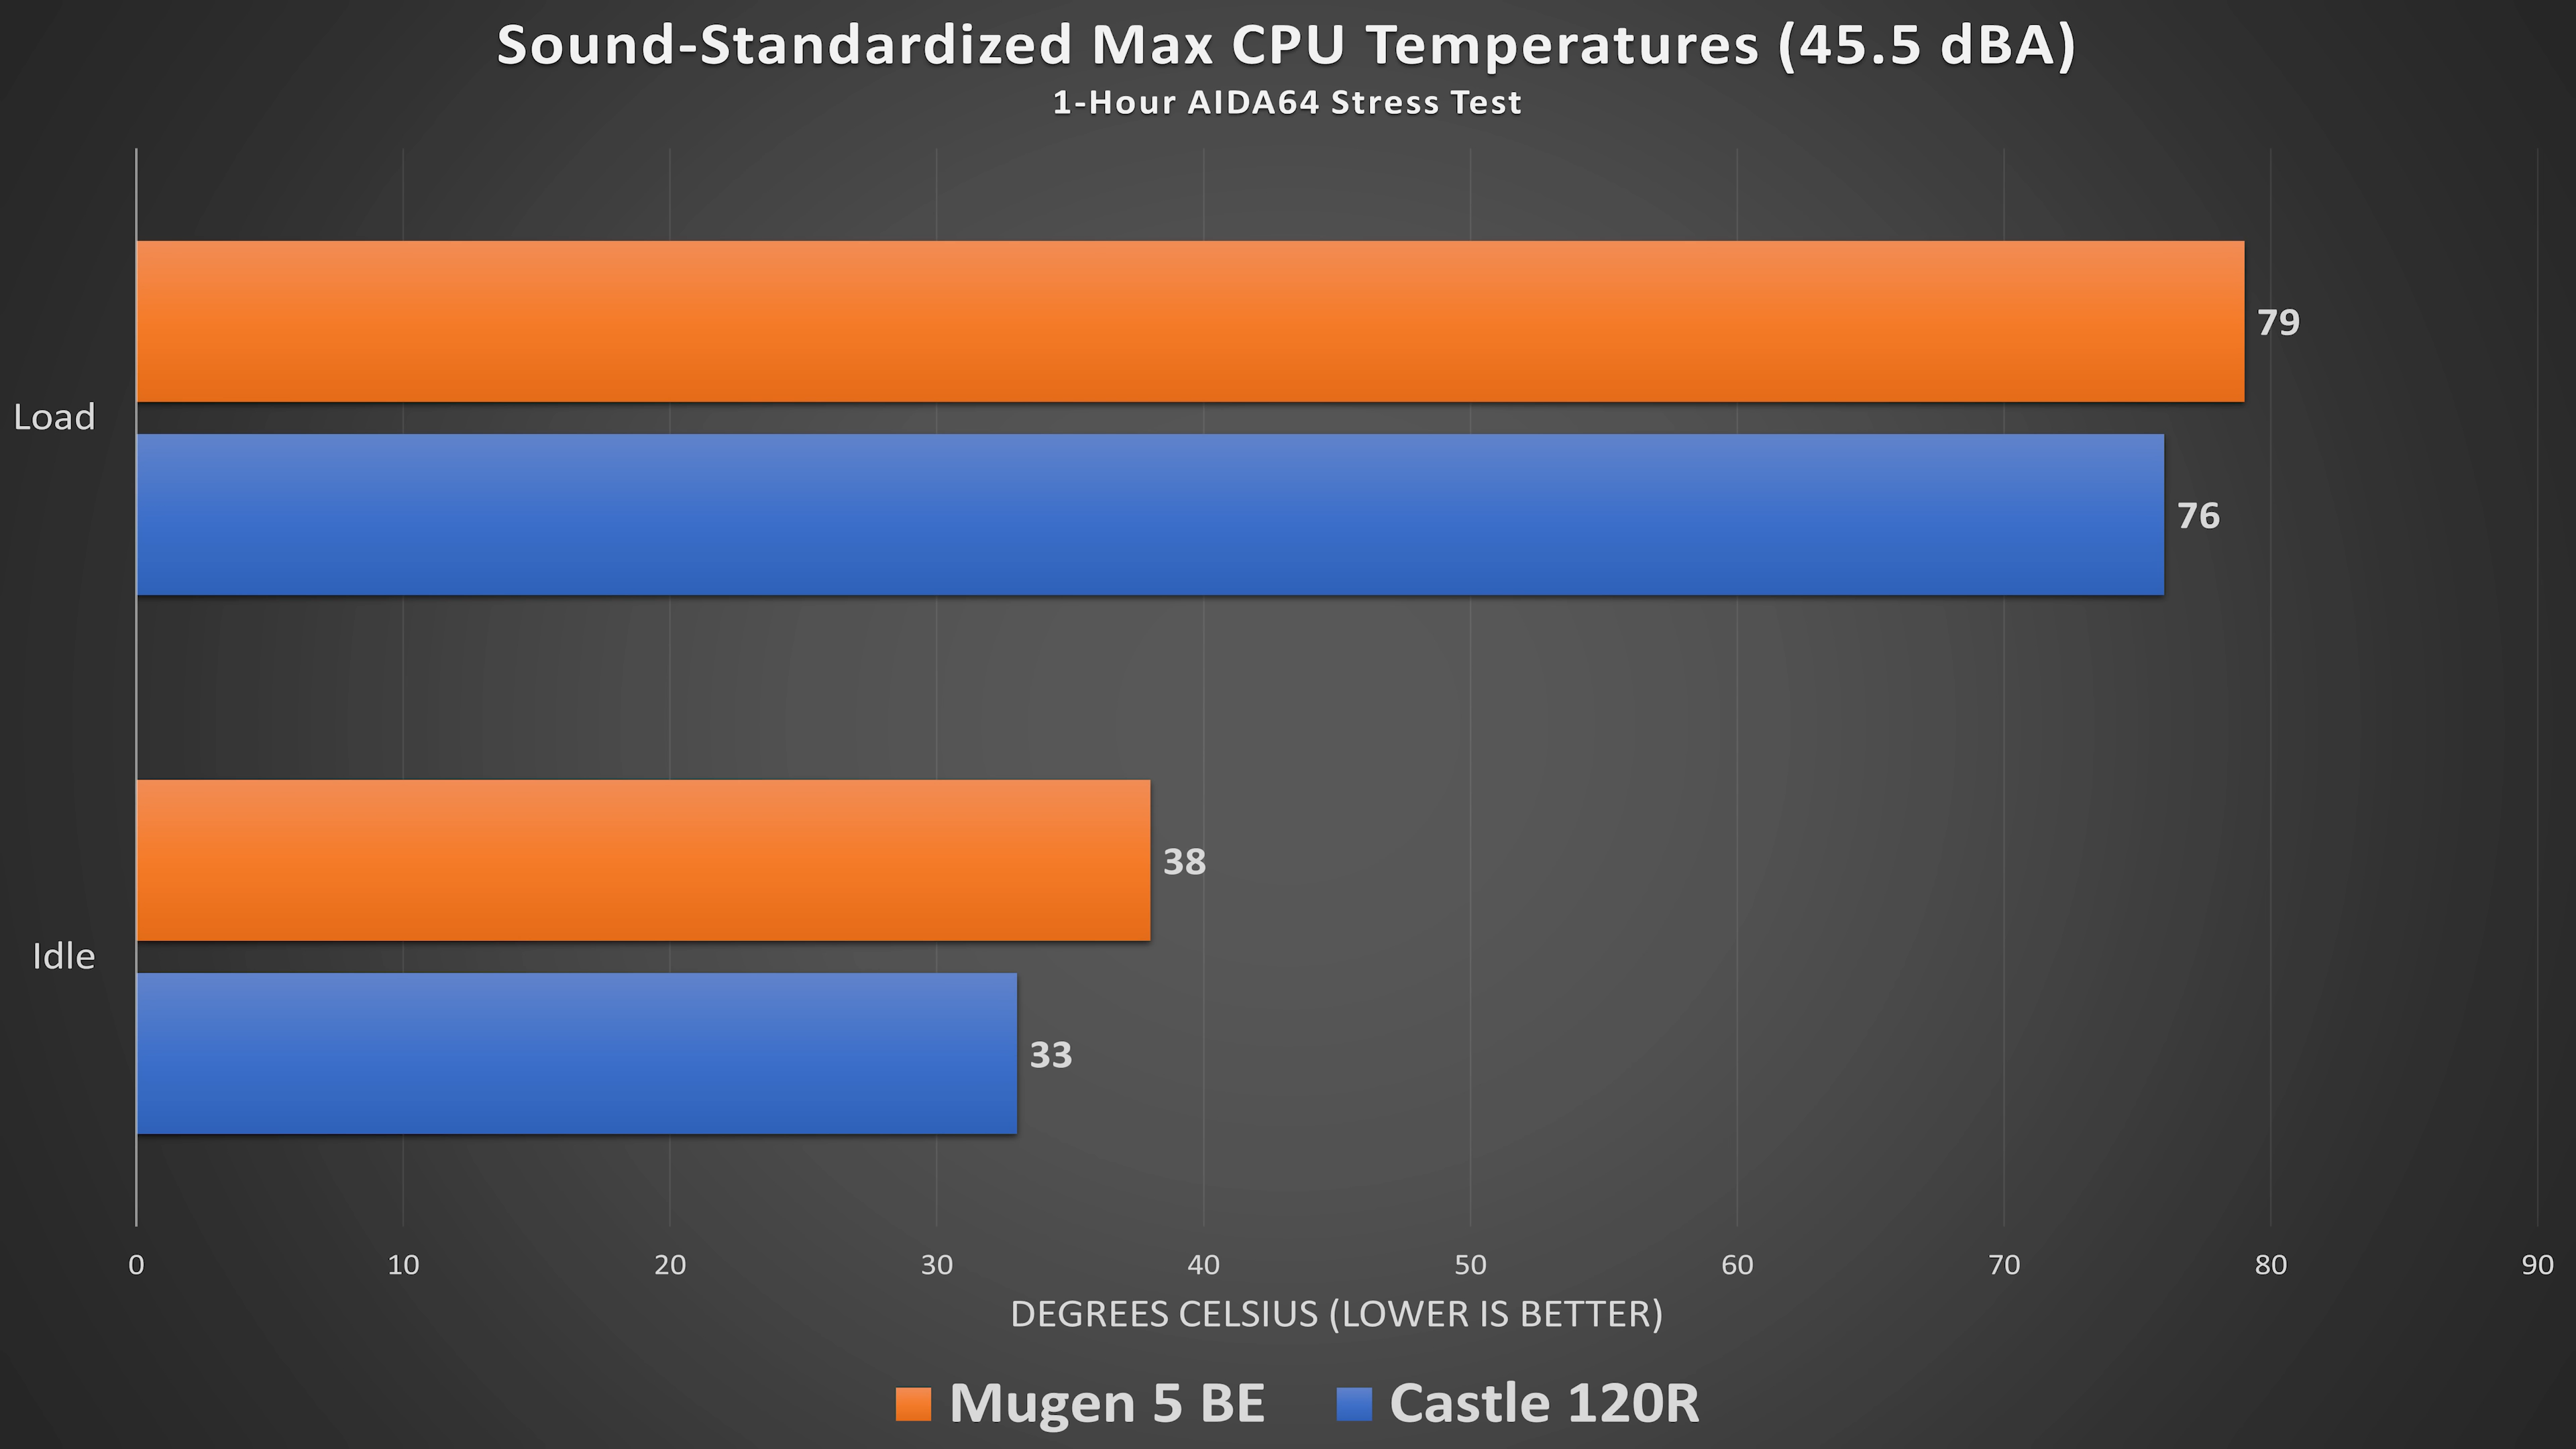 Sound-Standardized Max CPU Temperatures (45.5 dBA)
1-Hour AIDA64 Stress Test
79
Load
76
38
Idle
33
0 10 20 30 40 50 60 70 80 90
DEGREES CELSIUS (LOWER IS BETTER)
Mugen 5 BE Castle 120R